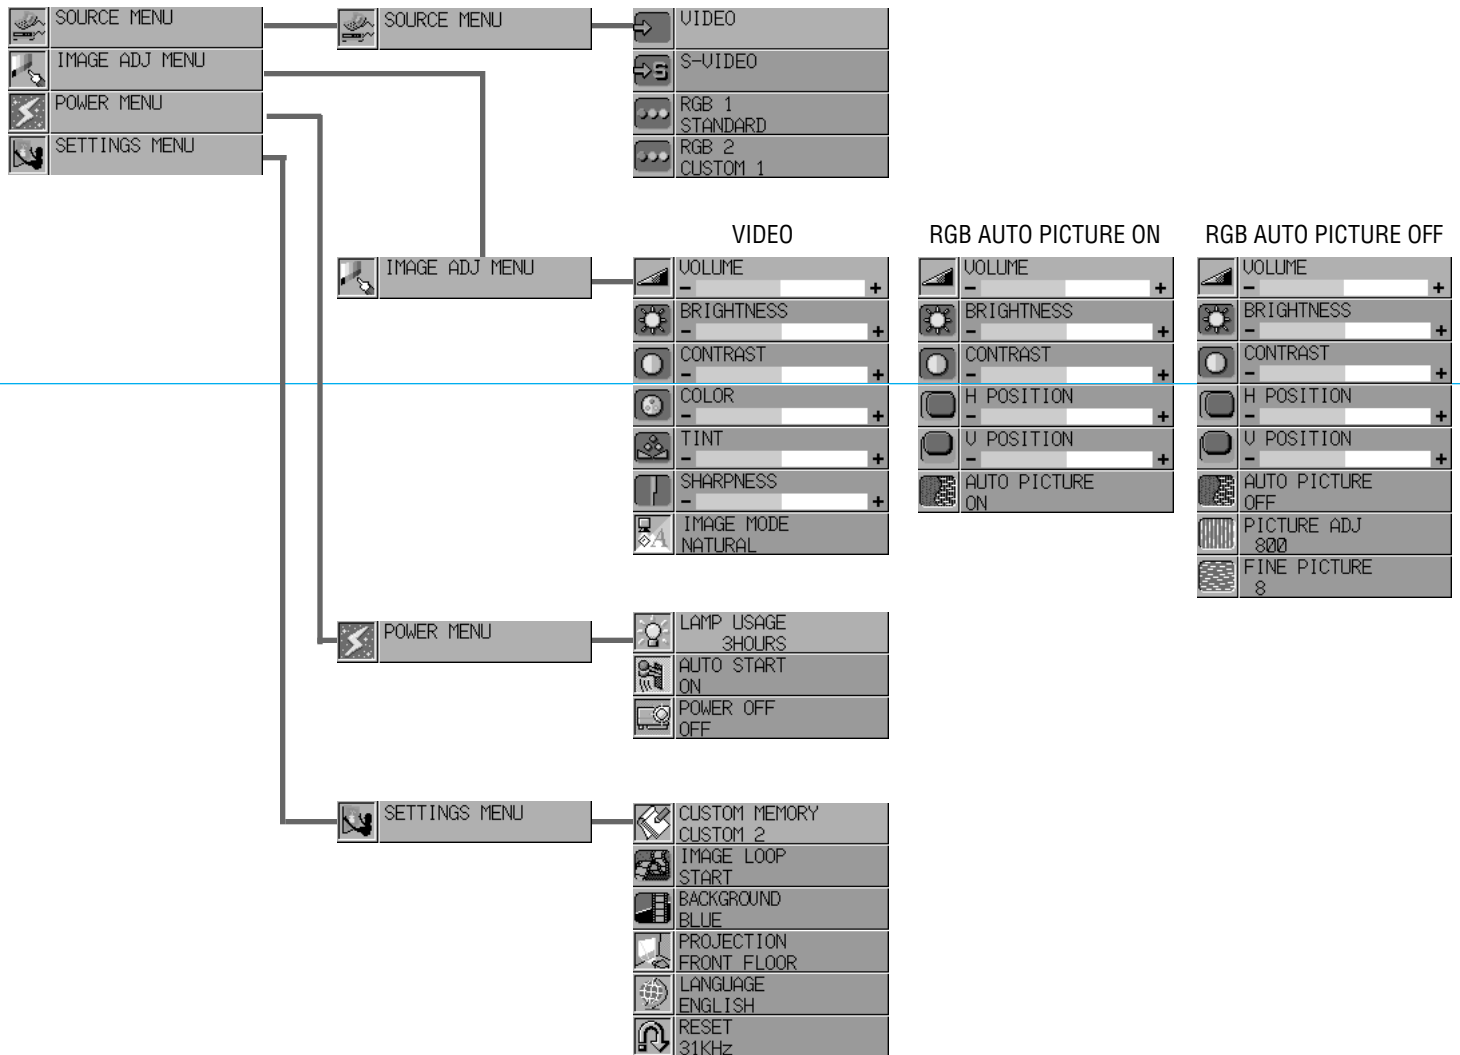 SOURCE MENU
IMAGE ADJ MENU
POWER MENU
SETTINGS MENU
SOURCE MENU
VIDEO
S-VIDEO
RGB 1
STANDARD
RGB 2
CUSTOM 1
IMAGE ADJ MENU
VIDEO
VOLUME
- +
BRIGHTNESS
- +
CONTRAST
- +
COLOR
- +
TINT
- +
SHARPNESS
- +
IMAGE MODE
NATURAL
RGB AUTO PICTURE ON
VOLUME
- +
BRIGHTNESS
- +
CONTRAST
- +
H POSITION
- +
V POSITION
- +
AUTO PICTURE
ON
RGB AUTO PICTURE OFF
VOLUME
- +
BRIGHTNESS
- +
CONTRAST
- +
H POSITION
- +
V POSITION
- +
AUTO PICTURE
OFF
PICTURE ADJ
800
FINE PICTURE
8
POWER MENU
LAMP USAGE
3HOURS
AUTO START
ON
POWER OFF
OFF
SETTINGS MENU
CUSTOM MEMORY
CUSTOM 2
IMAGE LOOP
START
BACKGROUND
BLUE
PROJECTION
FRONT FLOOR
LANGUAGE
ENGLISH
RESET
31KHz